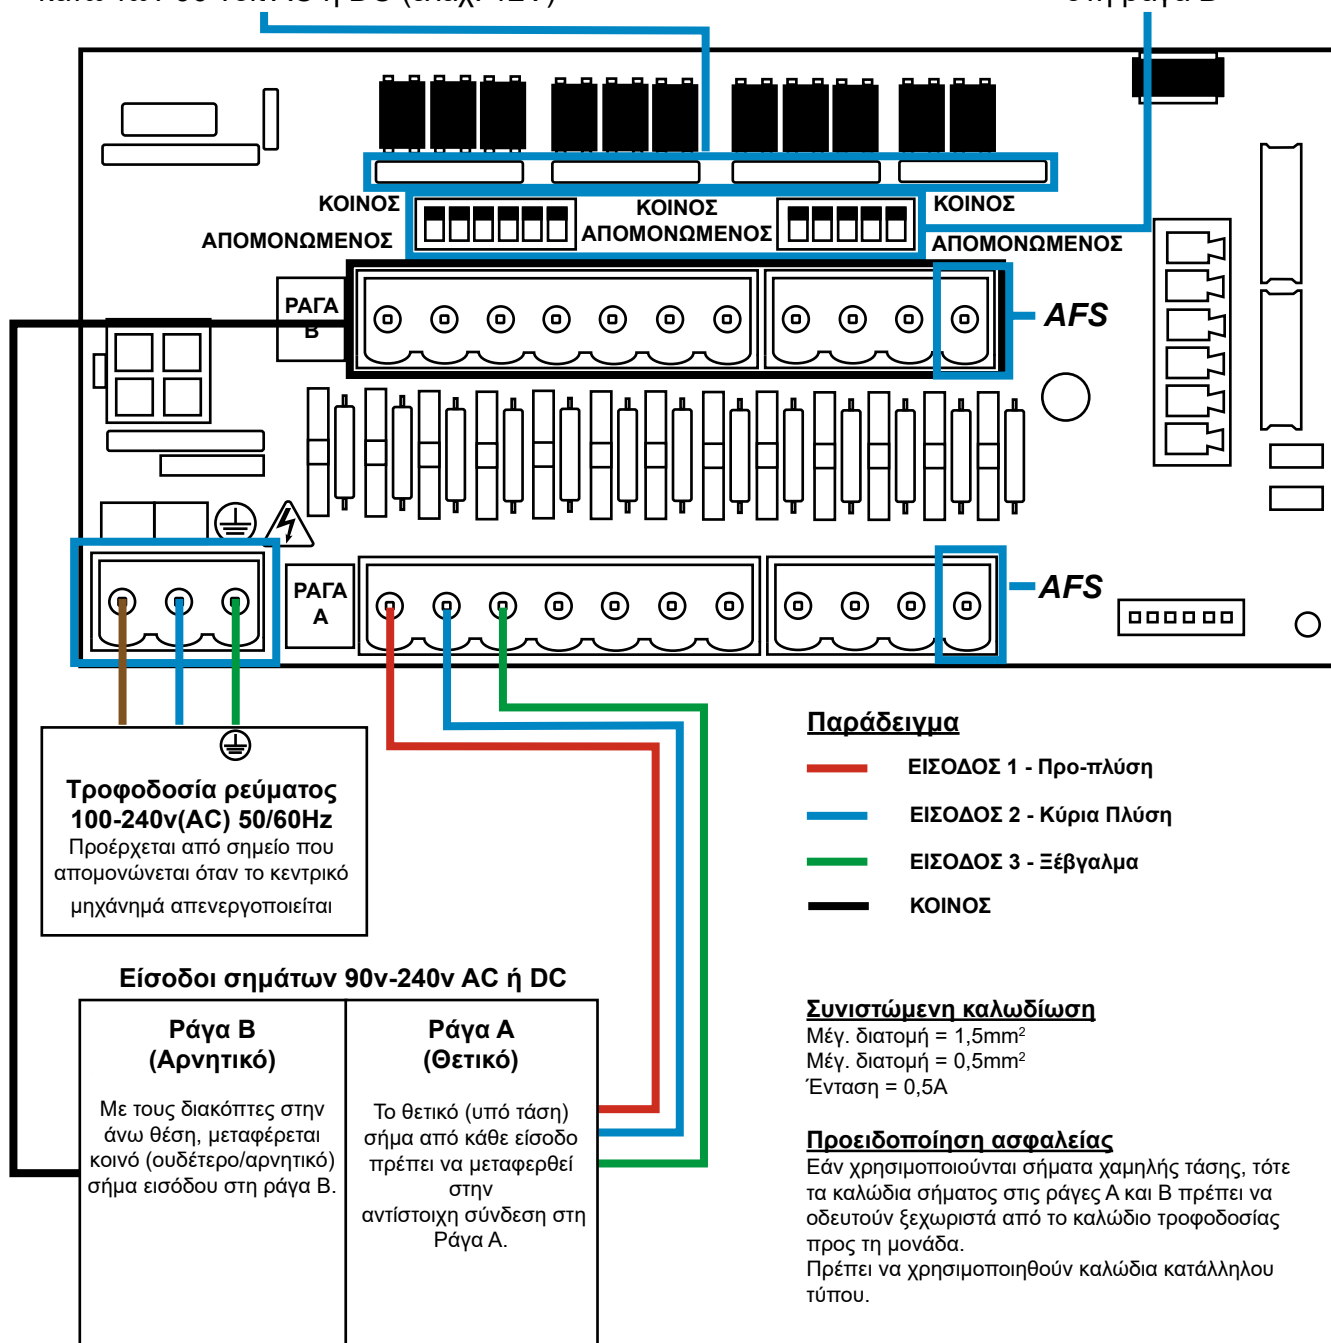 στη ράγα B
ΚΟΙΝΟΣ
ΚΟΙΝΟΣ
ΚΟΙΝΟΣ
ΑΠΟΜΟΝΩΜΕΝΟΣ
ΑΠΟΜΟΝΩΜΕΝΟΣ
ΑΠΟΜΟΝΩΜΕΝΟΣ
ΡΑΓΑ
B
AFS
ΡΑΓΑ
A
AFS
Τροφοδοσία ρεύματος
100-240v(AC) 50/60Hz
Προέρχεται από σημείο που
απομονώνεται όταν το κεντρικό
μηχάνημά απενεργοποιείται
Παράδειγμα
ΕΙΣΟΔΟΣ 1 - Προ-πλύση
ΕΙΣΟΔΟΣ 2 - Κύρια Πλύση
ΕΙΣΟΔΟΣ 3 - Ξέβγαλμα
ΚΟΙΝΟΣ
Είσοδοι σημάτων 90v-240v AC ή DC
Ράγα B
(Αρνητικό)
Με τους διακόπτες στην
άνω θέση, μεταφέρεται
κοινό (ουδέτερο/αρνητικό)
σήμα εισόδου στη ράγα B.
Ράγα A
(Θετικό)
Το θετικό (υπό τάση)
σήμα από κάθε είσοδο
πρέπει να μεταφερθεί
στην
αντίστοιχη σύνδεση στη
Ράγα A.
Συνιστώμενη καλωδίωση
Μέγ. διατομή = 1,5mm²
Μέγ. διατομή = 0,5mm²
Ένταση = 0,5A
Προειδοποίηση ασφαλείας
Εάν χρησιμοποιούνται σήματα χαμηλής τάσης, τότε
τα καλώδια σήματος στις ράγες A και B πρέπει να
οδευτούν ξεχωριστά από το καλώδιο τροφοδοσίας
προς τη μονάδα.
Πρέπει να χρησιμοποιηθούν καλώδια κατάλληλου
τύπου.